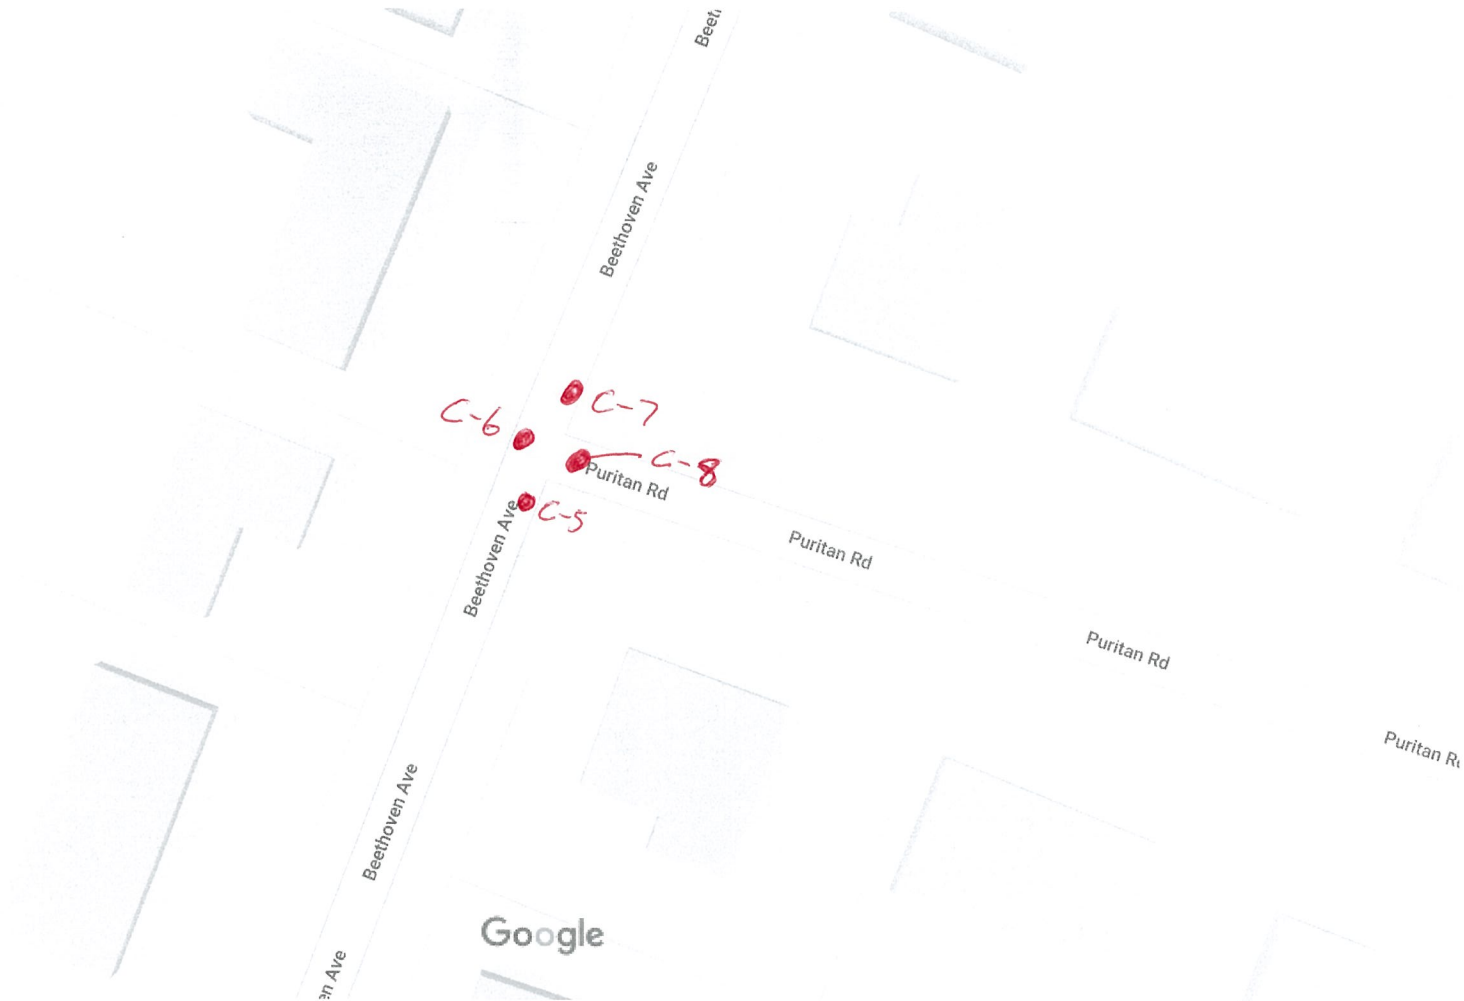 Beet
Beethoven Ave
C-7
C-6
C-8
Puritan Rd
C-5
Beethoven Ave
Puritan Rd
Puritan Rd
Puritan R
Beethoven Ave
Google
en Ave